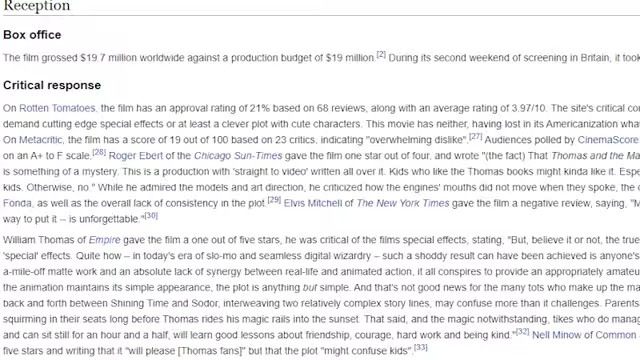 Reception
Box office
The film grossed $19.7 million worldwide against a production budget of $19 million.[2] During its second weekend of screening in Britain, it took
Critical response
On Rotten Tomatoes, the film has an approval rating of 21% based on 68 reviews, along with an average rating of 3.97/10. The site's critical co
demand cutting edge special effects or at least a clever plot with cute characters. This movie has neither, having lost in its Americanization wha
On Metacritic, the film has a score of 19 out of 100 based on 23 critics, indicating "overwhelming dislike".[27] Audiences polled by CinemaScore
on an A+ to F scale.[28] Roger Ebert of the Chicago Sun-Times gave the film one star out of four, and wrote "(the fact) That Thomas and the Ma
is something of a mystery. This is a production with 'straight to video' written all over it. Kids who like the Thomas books might kinda like it. Espe
kids. Otherwise, no." While he admired the models and art direction, he criticized how the engines' mouths did not move when they spoke, the
Fonda, as well as the overall lack of consistency in the plot.[29] Elvis Mitchell of The New York Times gave the film a negative review, saying, "M
way to put it – is unforgettable."[30]
William Thomas of Empire gave the film a one out of five stars, he was critical of the films special effects, stating, "But, believe it or not, the true
'special' effects. Quite how – in today's era of slo-mo and seamless digital wizardry – such a shoddy result can have been achieved is anyone's
a-mile-off matte work and an absolute lack of synergy between real-life and animated action, it all conspires to provide an appropriately amateu
the animation maintains its simple appearance, the plot is anything but simple. And that's not good news for the many tots who make up the ma
back and forth between Shining Time and Sodor, interweaving two relatively complex story lines, may confuse more than it challenges. Parents
squirming in their seats long before Thomas rides his magic rails into the sunset. That said, and the magic notwithstanding, tikes who do manag
and can sit still for an hour and a half, will learn good lessons about friendship, courage, hard work and being kind."[32] Nell Minow of Common
five stars and writing that it "will please [Thomas fans]" but that the plot "might confuse kids".[33]